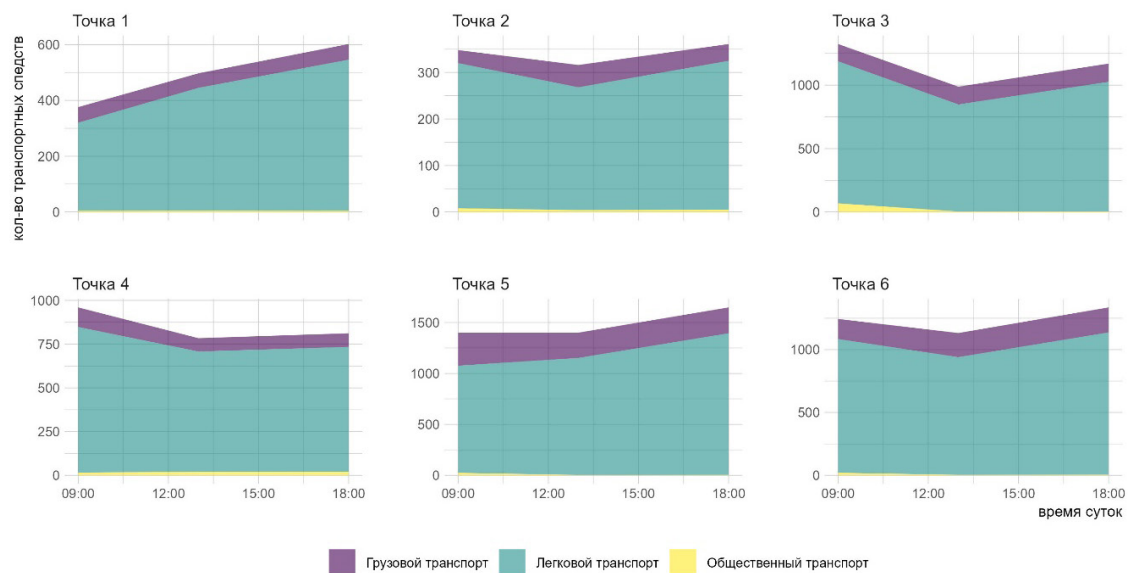 Точка 1
Точка 2
Точка 3
кол-во транспортных спедств
600
400
200
0
300
200
100
0
1000
500
0
Точка 4
Точка 5
Точка 6
1000
750
500
250
0
1500
1000
500
0
1000
500
0
09:00 12:00 15:00 18:00
09:00 12:00 15:00 18:00
09:00 12:00 15:00 18:00
время суток
Грузовой транспорт Легковой транспорт Общественный транспорт